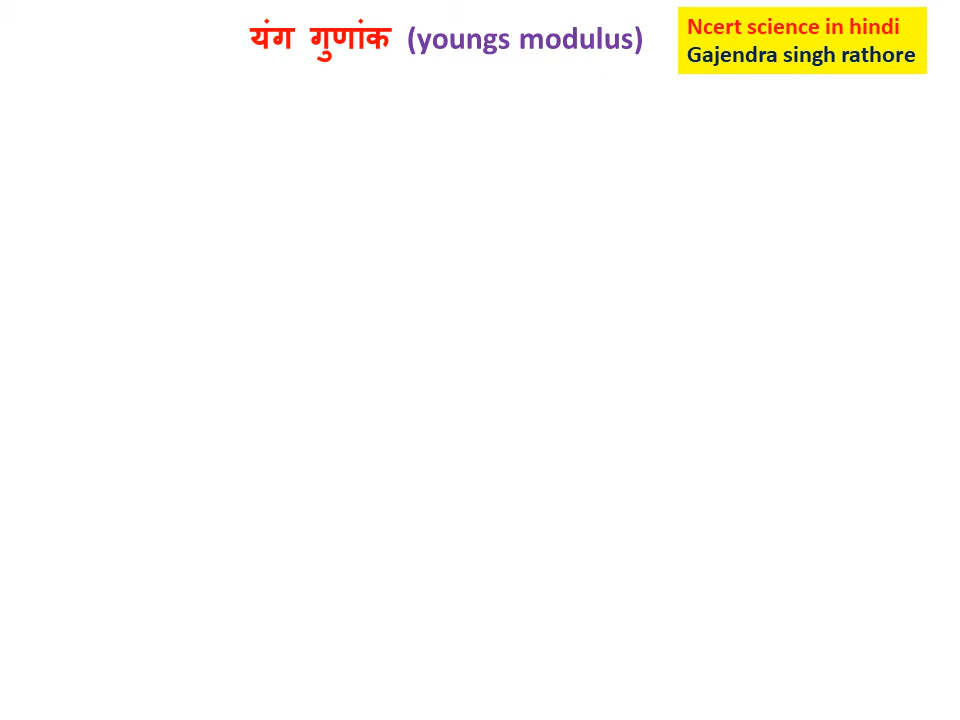 यंग गुणांक (youngs modulus)
Ncert science in hindi
Gajendra singh rathore